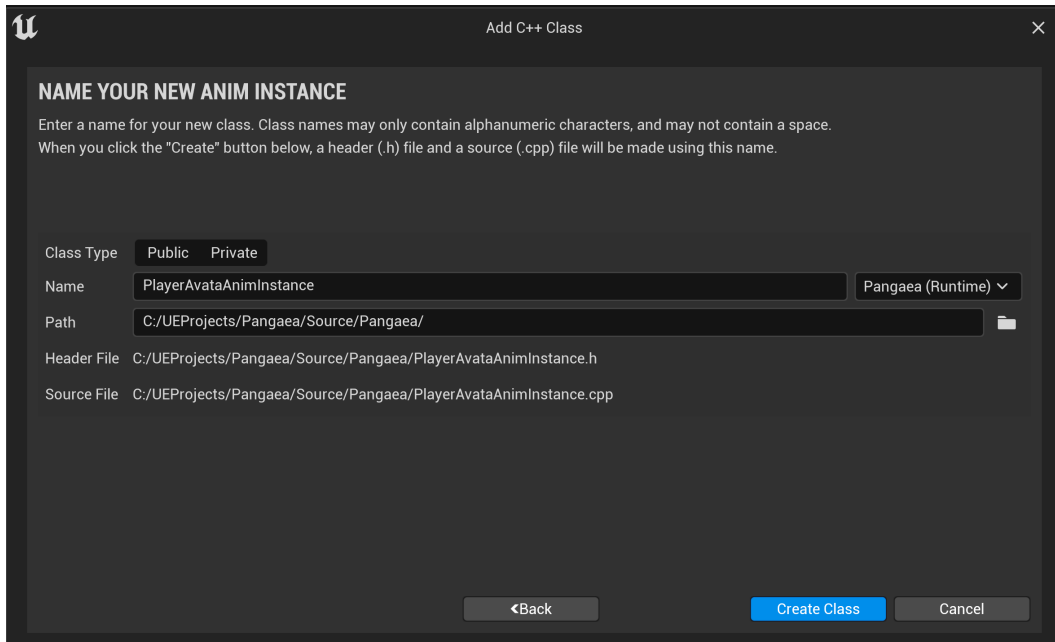 Add C++ Class
NAME YOUR NEW ANIM INSTANCE
Enter a name for your new class. Class names may only contain alphanumeric characters, and may not contain a space.
When you click the "Create" button below, a header (.h) file and a source (.cpp) file will be made using this name.
Class Type Public Private
Name PlayerAvataAnimInstance Pangaea (Runtime)
Path C:/UEProjects/Pangaea/Source/Pangaea/
Header File C:/UEProjects/Pangaea/Source/Pangaea/PlayerAvataAnimInstance.h
Source File C:/UEProjects/Pangaea/Source/Pangaea/PlayerAvataAnimInstance.cpp
Back Create Class Cancel